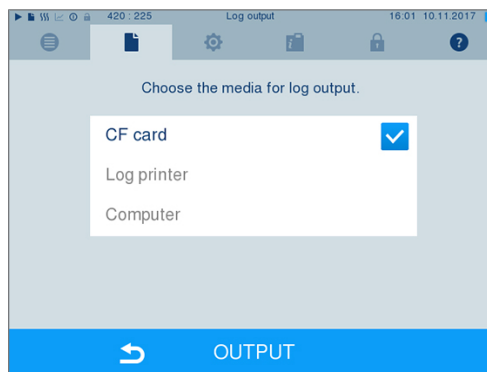 420 : 225 Log output 16:01 10.11.2017
i ?
Choose the media for log output.
CF card
Log printer
Computer
OUTPUT